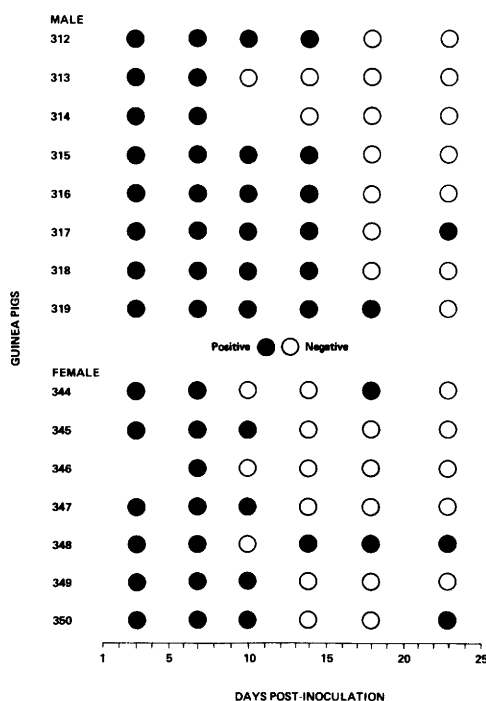 MALE
312
313
314
315
316
317
318
319
Positive Negative
FEMALE
344
345
346
347
348
349
350
GUINEA PIGS
1 5 10 15 20 25
DAYS POST-INOCULATION